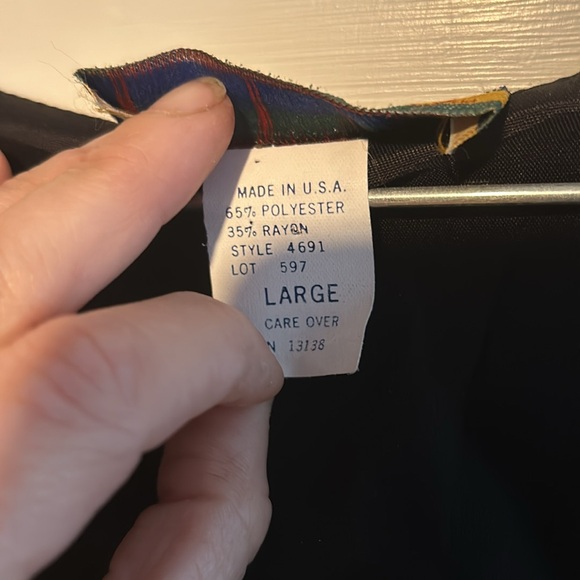 MADE IN U.S.A.
65% POLYESTER
35% RAYON
STYLE 4691
LOT 597
LARGE
CARE OVER
N 13138